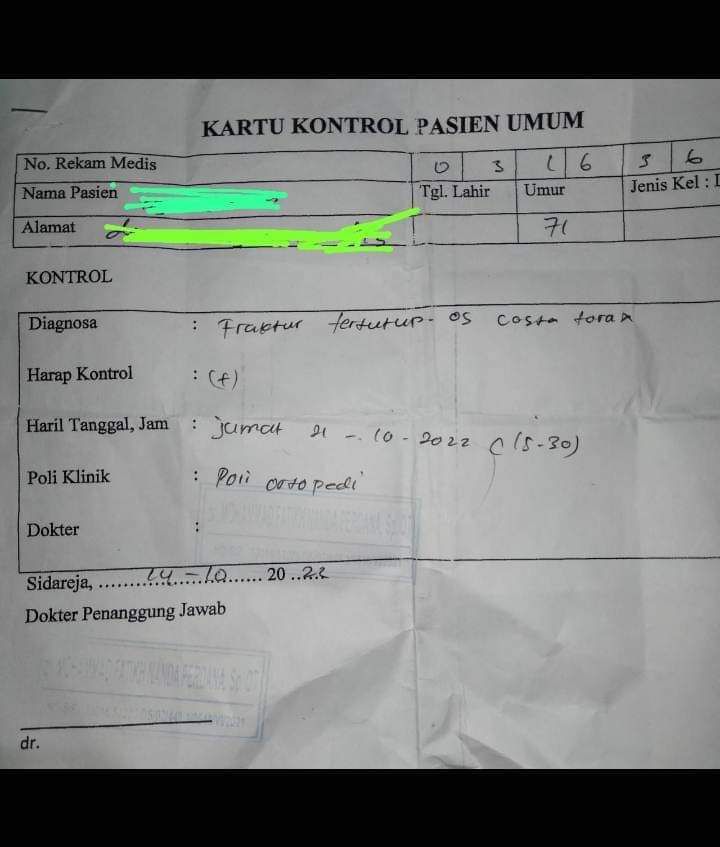 KARTU KONTROL PASIEN UMUM
No. Rekam Medis 0 3 1 6 3 6
Nama Pasien Tgl. Lahir Umur Jenis Kel : L
Alamat 71
KONTROL
Diagnosa : Fraktur tertutup - os costa torax
Harap Kontrol : (+)
Haril Tanggal, Jam : jumat 21 - 10 - 2022 (15-30)
Poli Klinik : Poli ortopedi
Dokter :
Sidareja, 14 - 10 20 22
Dokter Penanggung Jawab
dr.